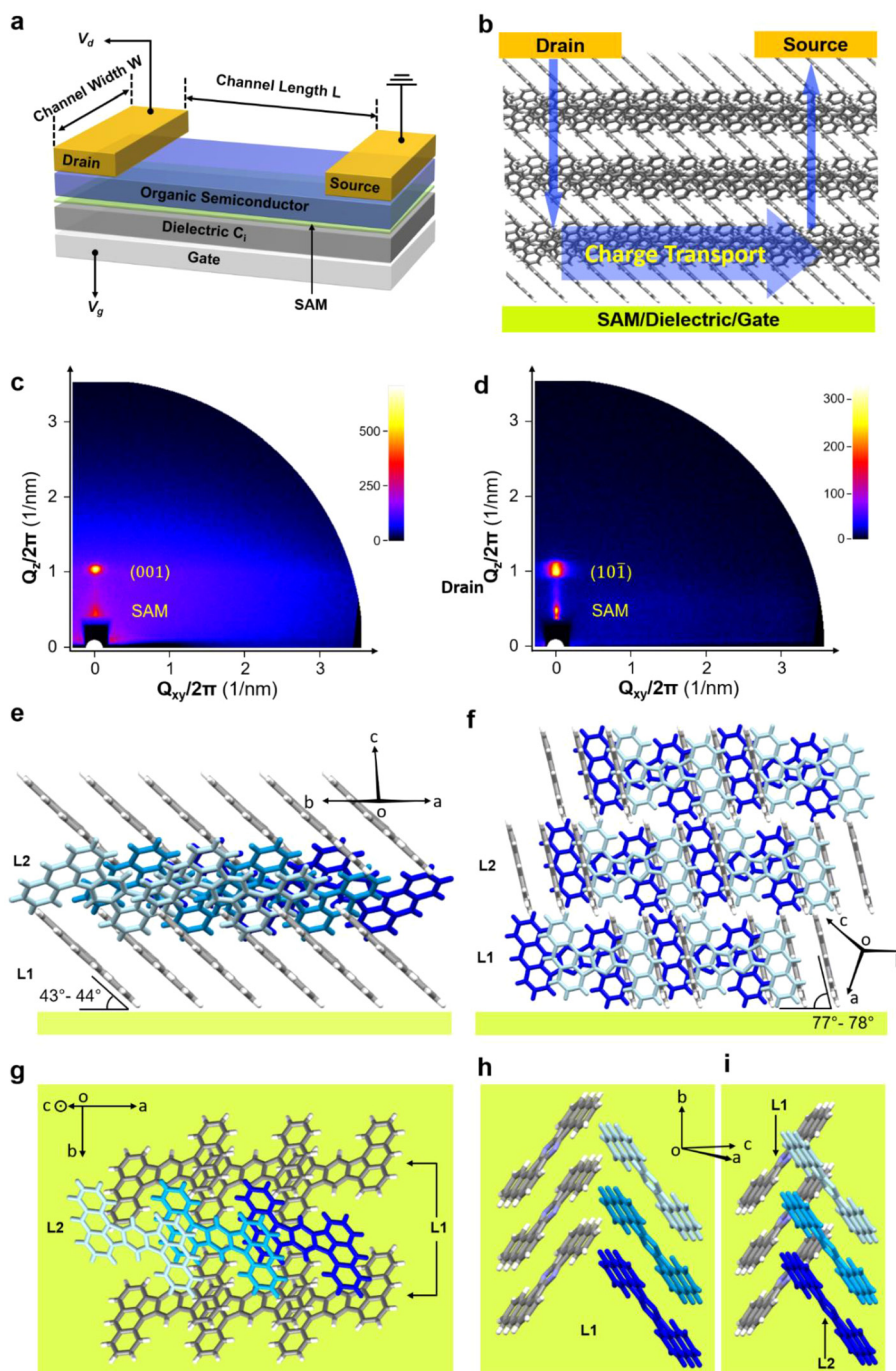 a
V_d
Channel Width W
Channel Length L
Drain
Source
Organic Semiconductor
Dielectric C_i
Gate
V_g
SAM
b
Drain
Source
Charge Transport
SAM/Dielectric/Gate
c
3
2
1
0
Q_z/2π (1/nm)
(001)
SAM
500
250
0
0
1
2
3
Q_xy/2π (1/nm)
d
3
2
1
0
Drain
Q_z/2π (1/nm)
(101̄)
SAM
300
200
100
0
0
1
2
3
Q_xy/2π (1/nm)
e
c
b
o
a
L2
L1
43°- 44°
f
L2
L1
c
o
a
77°- 78°
g
c
o
a
b
L2
L1
h
b
o
c
a
L1
i
L1
L2